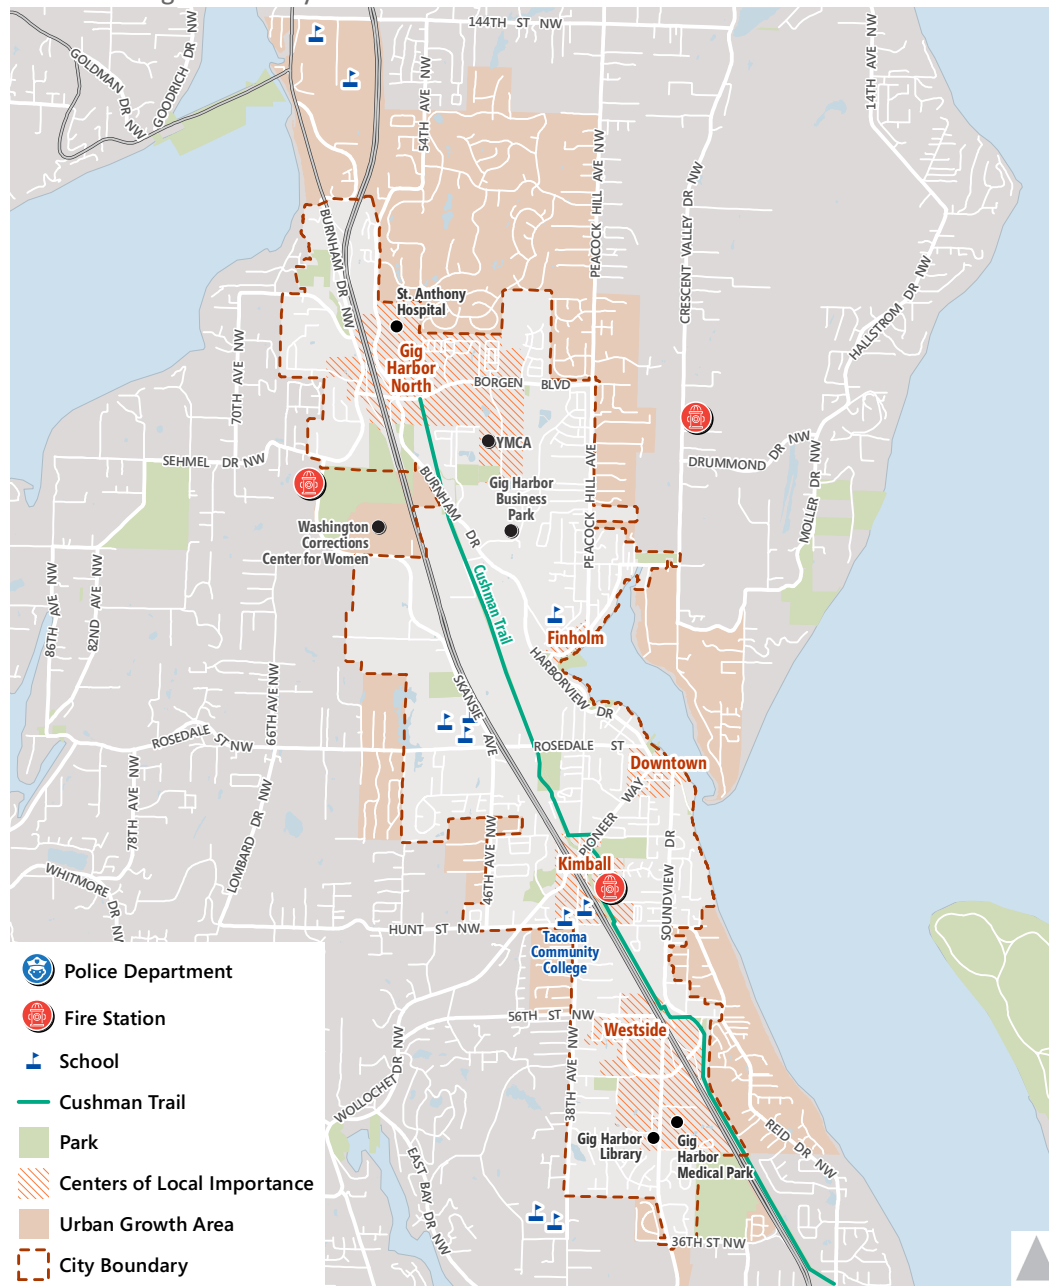 144TH ST NW
GOLDMAN DR NW
GOODRICH DR NW
54TH AVE NW
PEACOCK HILL AVE NW
CRESCENT VALLEY DR NW
14TH AVE NW
HALLSTROM DR NW
BURNHAM DR NW
St. Anthony
Hospital
Gig
Harbor
North
70TH AVE NW
BORGEN BLVD
YMCA
PEACOCK HILL AVE
SEHMEL DR NW
DRUMMOND DR NW
MOLLER DR NW
BURNHAM DR
Gig Harbor
Business
Park
Washington
Corrections
Center for Women
Cushman Trail
86TH AVE NW
82ND AVE NW
Finholm
HARBORVIEW DR
66TH AVE NW
SKANSIE AVE
ROSEDALE ST NW
ROSEDALE ST
Downtown
78TH AVE NW
LOMBARD DR NW
PIONEER WAY
46TH AVE NW
Kimball
SOUNDVIEW DR
WHITMORE DR NW
HUNT ST NW
Tacoma
Community
College
56TH ST NW
Westside
WOLLOCHET DR NW
38TH AVE NW
Gig Harbor
Library
Gig
Harbor
Medical Park
REID DR NW
EAST BAY DR NW
36TH ST NW
Police Department
Fire Station
School
Cushman Trail
Park
Centers of Local Importance
Urban Growth Area
City Boundary